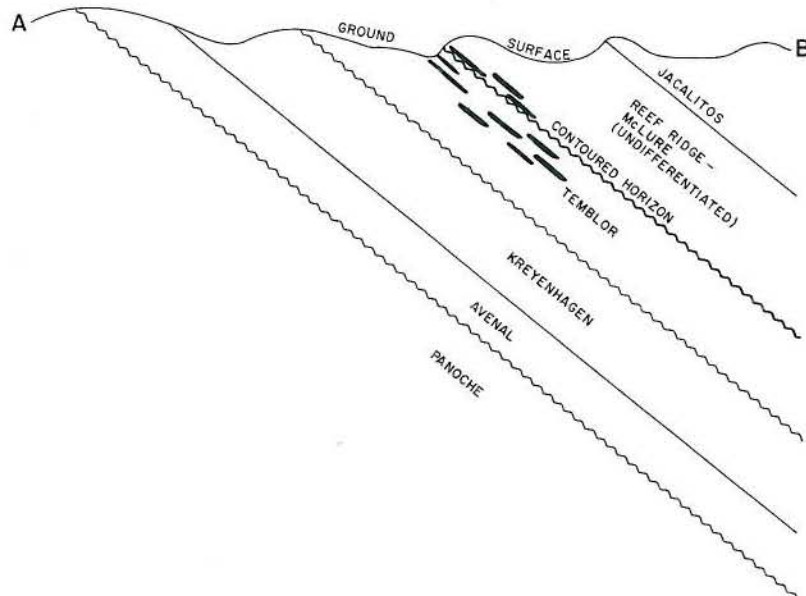 A
GROUND
SURFACE
B
JACALITOS
REEF RIDGE -
McLURE
(UNDIFFERENTIATED)
CONTOURED HORIZON
TEMBLOR
KREYENHAGEN
AVENAL
PANOCHE